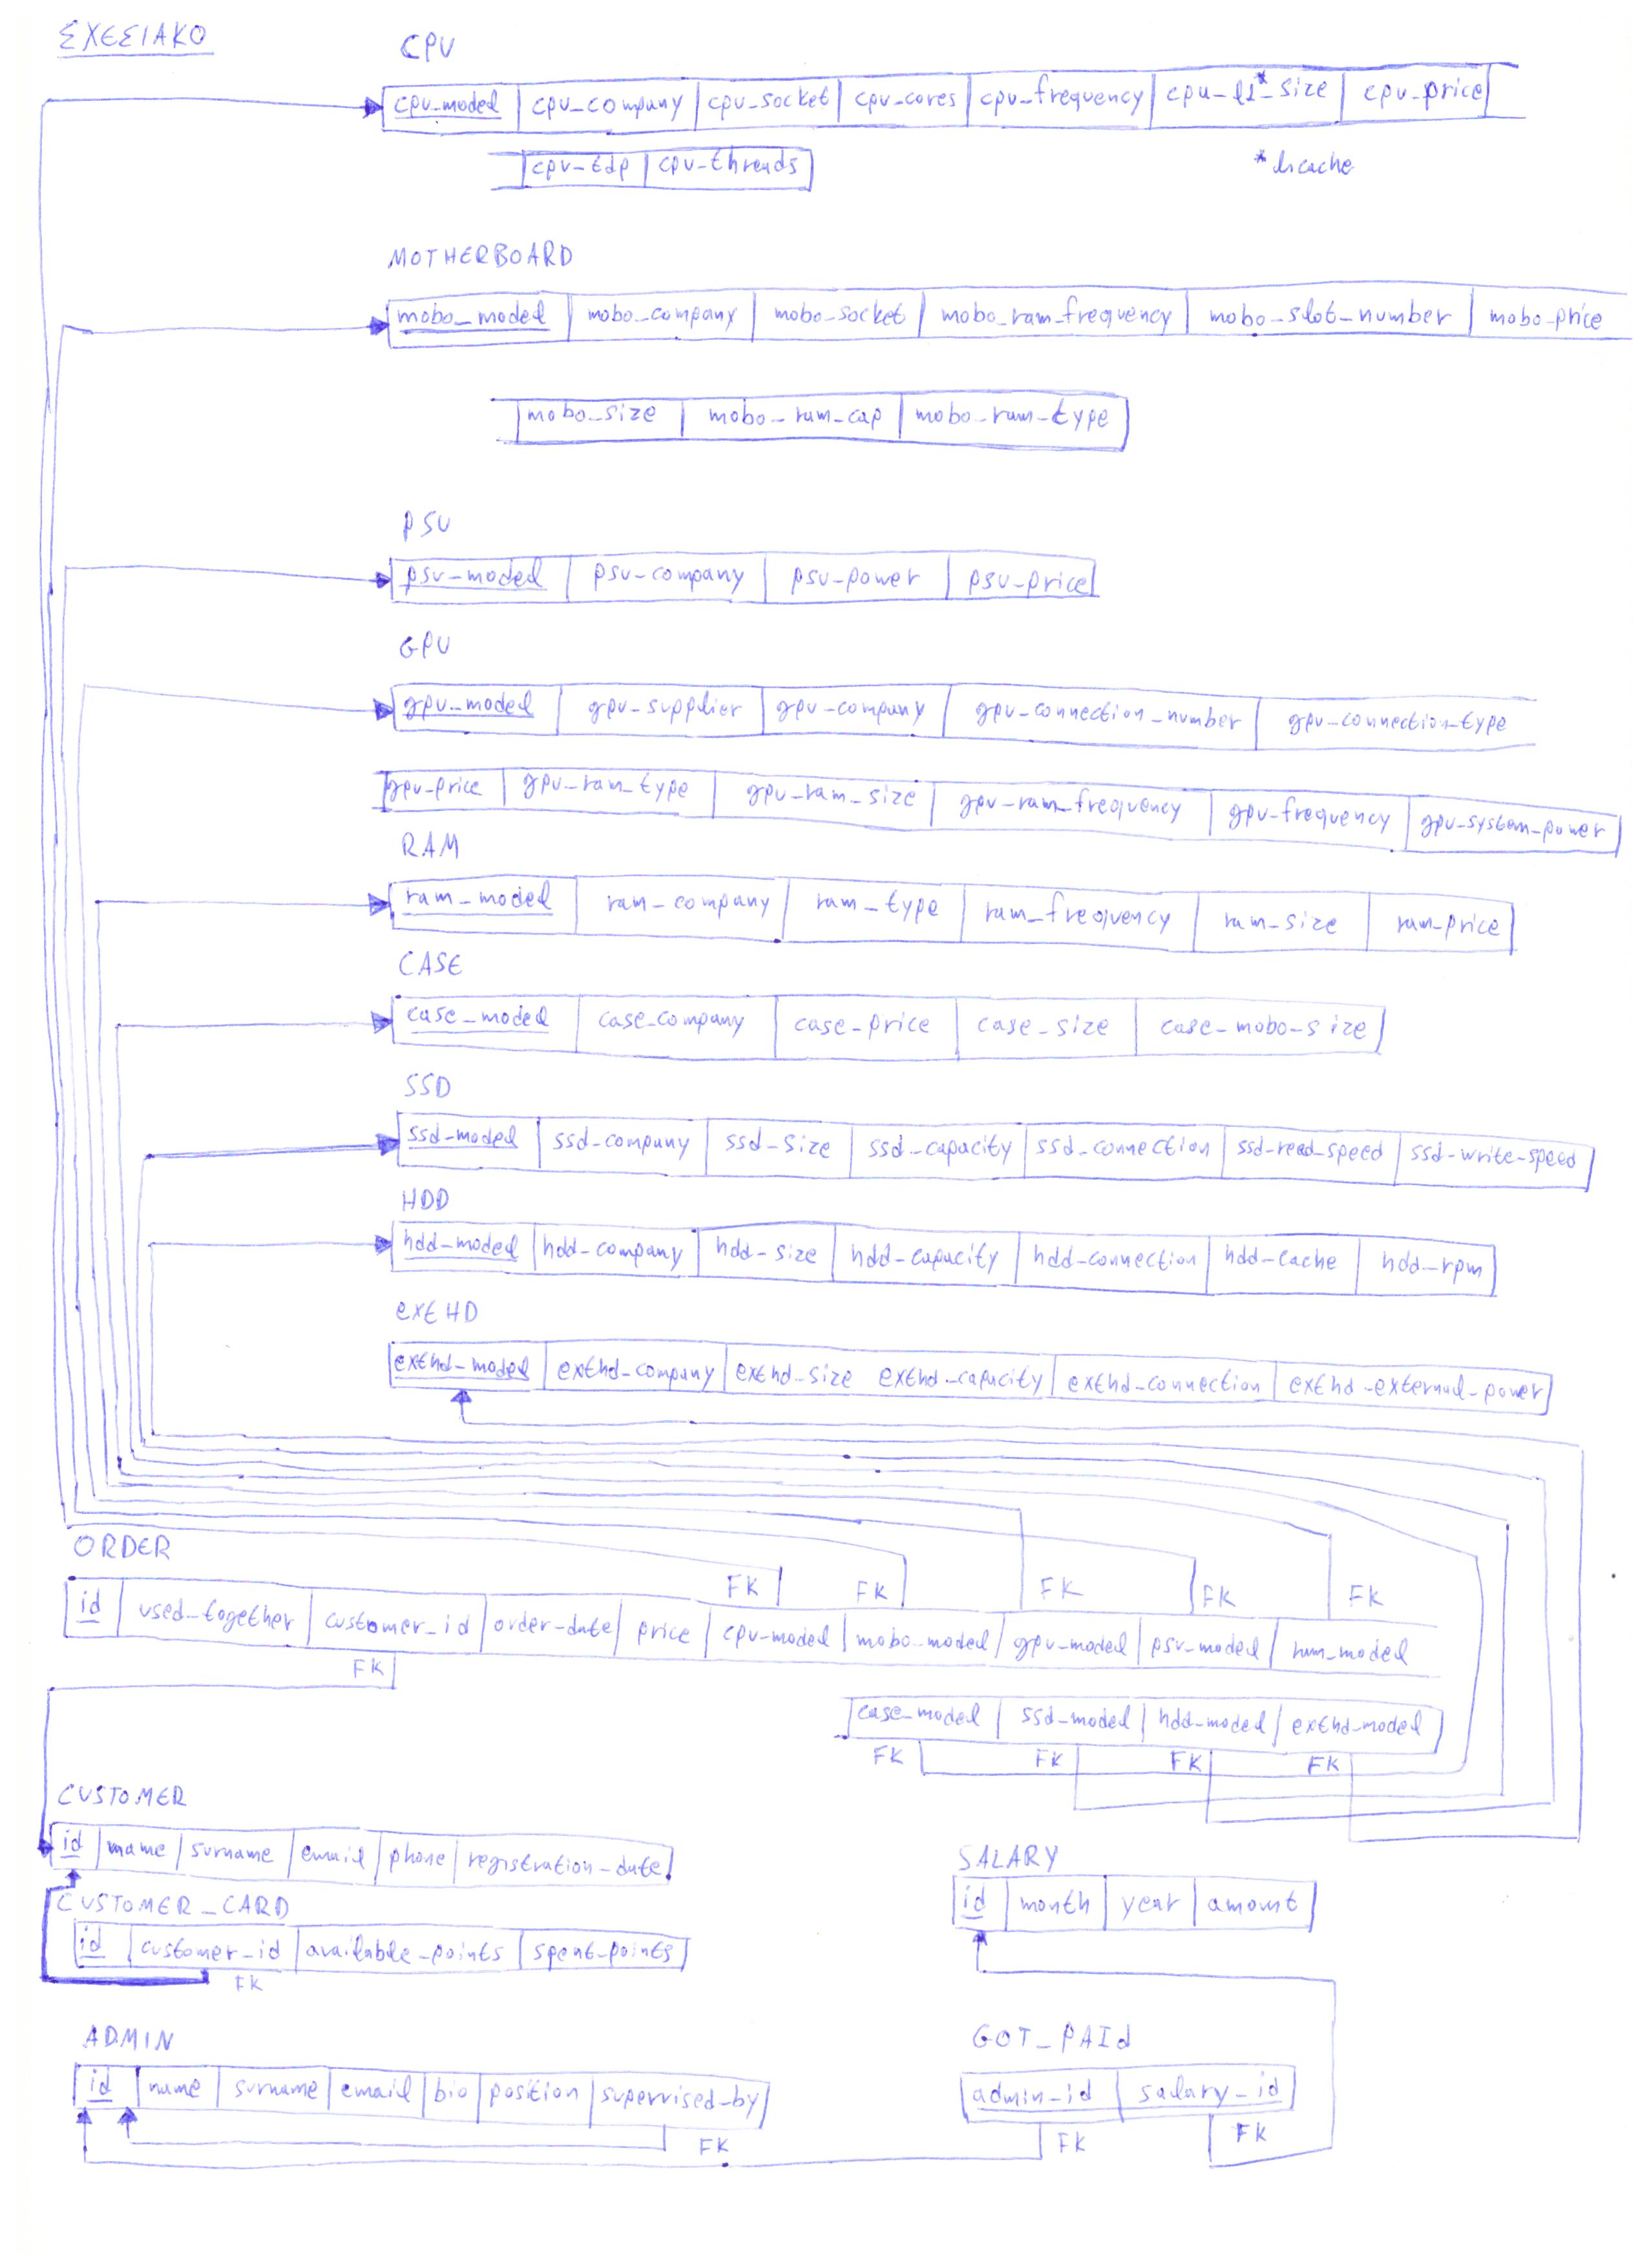 ΣΧΕΣΙΑΚΟ
CPU
cpu_model cpu_company cpu_socket cpu_cores cpu_frequency cpu_l1*_size cpu_price
cpu_tdp cpu_threads
MOTHERBOARD
mobo_model mobo_company mobo_socket mobo_ram_frequency mobo_slot_number mobo_price
mobo_size mobo_ram_cap mobo_ram_type
PSU
psu_model psu_company psu_power psu_price
GPU
gpu_model gpu_supplier gpu_company gpu_connection_number gpu_connection_type
gpu_price gpu_ram_type gpu_ram_size gpu_ram_frequency gpu_frequency gpu_system_power
RAM
ram_model ram_company ram_type ram_frequency ram_size ram_price
CASE
case_model case_company case_price case_size case_mobo_size
SSD
ssd_model ssd_company ssd_size ssd_capacity ssd_connection ssd_read_speed ssd_write_speed
HDD
hdd_model hdd_company hdd_size hdd_capacity hdd_connection hdd_cache hdd_rpm
extHD
exthd_model exthd_company exthd_size exthd_capacity exthd_connection exthd_external_power
ORDER
FK FK FK FK FK
id used_together customer_id order_date price cpu_model mobo_model gpu_model psu_model ram_model
FK
case_model ssd_model hdd_model exthd_model
FK FK FK FK
CUSTOMER
id name surname email phone registration_date
SALARY
id month year amount
CUSTOMER_CARD
id customer_id available_points spent_points
FK
ADMIN
id name surname email bio position supervised_by
FK
GOT_PAId
admin_id salary_id
FK FK